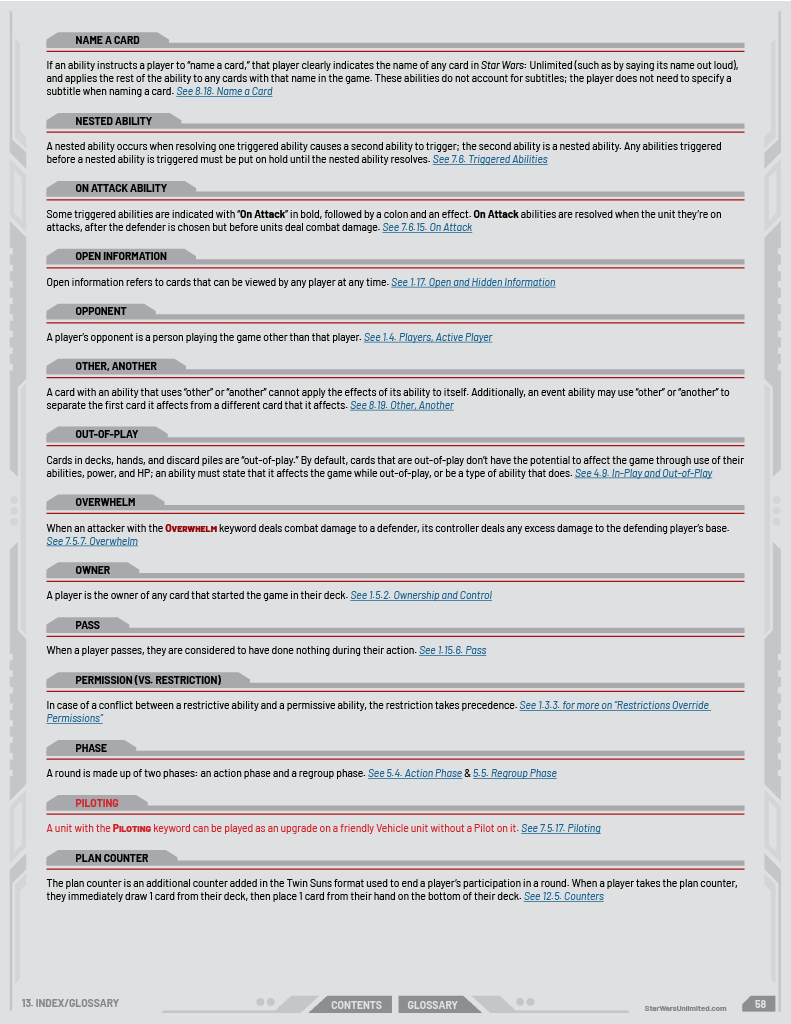 NAME A CARD
If an ability instructs a player to “name a card,” that player clearly indicates the name of any card in Star Wars: Unlimited (such as by saying its name out loud),
and applies the rest of the ability to any cards with that name in the game. These abilities do not account for subtitles; the player does not need to specify a
subtitle when naming a card. See 8.18. Name a Card
NESTED ABILITY
A nested ability occurs when resolving one triggered ability causes a second ability to trigger; the second ability is a nested ability. Any abilities triggered
before a nested ability is triggered must be put on hold until the nested ability resolves. See 7.6. Triggered Abilities
ON ATTACK ABILITY
Some triggered abilities are indicated with “On Attack” in bold, followed by a colon and an effect. On Attack abilities are resolved when the unit they’re on
attacks, after the defender is chosen but before units deal combat damage. See 7.6.15. On Attack
OPEN INFORMATION
Open information refers to cards that can be viewed by any player at any time. See 1.17. Open and Hidden Information
OPPONENT
A player’s opponent is a person playing the game other than that player. See 1.4. Players, Active Player
OTHER, ANOTHER
A card with an ability that uses “other” or “another” cannot apply the effects of its ability to itself. Additionally, an event ability may use “other” or “another” to
separate the first card it affects from a different card that it affects. See 8.19. Other, Another
OUT-OF-PLAY
Cards in decks, hands, and discard piles are “out-of-play.” By default, cards that are out-of-play don’t have the potential to affect the game through use of their
abilities, power, and HP; an ability must state that it affects the game while out-of-play, or be a type of ability that does. See 4.9. In-Play and Out-of-Play
OVERWHELM
When an attacker with the OVERWHELM keyword deals combat damage to a defender, its controller deals any excess damage to the defending player’s base.
See 7.5.7. Overwhelm
OWNER
A player is the owner of any card that started the game in their deck. See 1.5.2. Ownership and Control
PASS
When a player passes, they are considered to have done nothing during their action. See 1.15.6. Pass
PERMISSION (VS. RESTRICTION)
In case of a conflict between a restrictive ability and a permissive ability, the restriction takes precedence. See 1.3.3. for more on “Restrictions Override
Permissions”
PHASE
A round is made up of two phases: an action phase and a regroup phase. See 5.4. Action Phase & 5.5. Regroup Phase
PILOTING
A unit with the PILOTING keyword can be played as an upgrade on a friendly Vehicle unit without a Pilot on it. See 7.5.17. Piloting
PLAN COUNTER
The plan counter is an additional counter added in the Twin Suns format used to end a player’s participation in a round. When a player takes the plan counter,
they immediately draw 1 card from their deck, then place 1 card from their hand on the bottom of their deck. See 12.5. Counters
13. INDEX/GLOSSARY
CONTENTS
GLOSSARY
StarWarsUnlimited.com
58